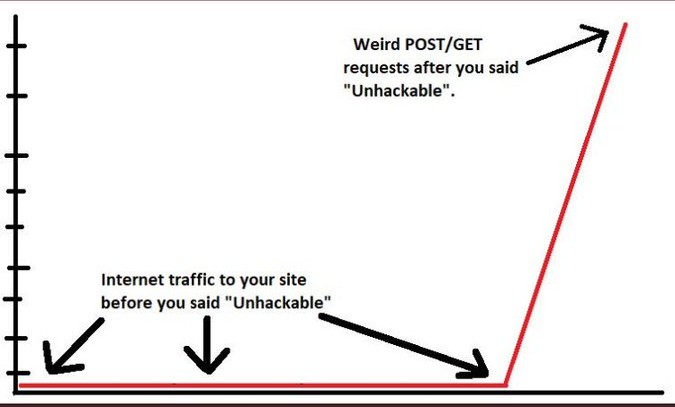 Weird POST/GET
requests after you said
"Unhackable".
Internet traffic to your site
before you said "Unhackable"